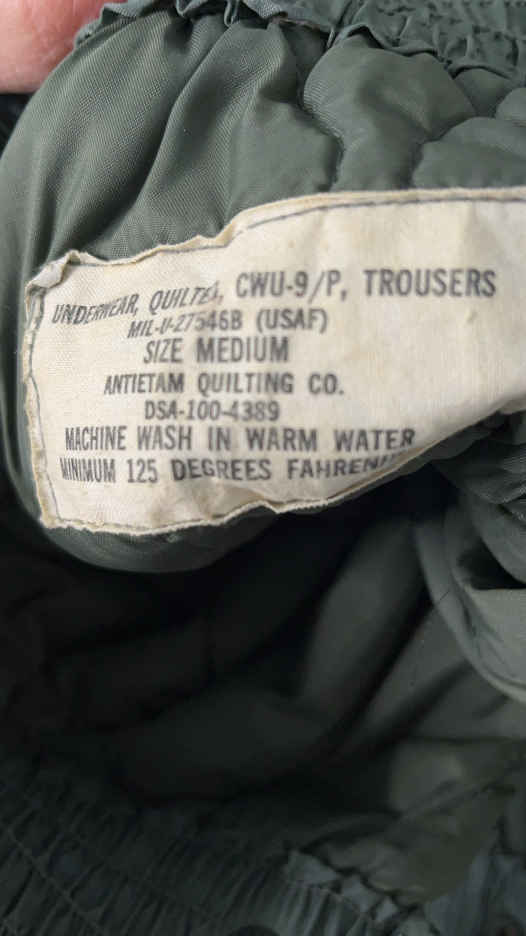 UNDERWEAR, QUILTED, CWU-9/P, TROUSERS
MIL-U-27546B (USAF)
SIZE MEDIUM
ANTIETAM QUILTING CO.
DSA-100-4389
MACHINE WASH IN WARM WATER
MINIMUM 125 DEGREES